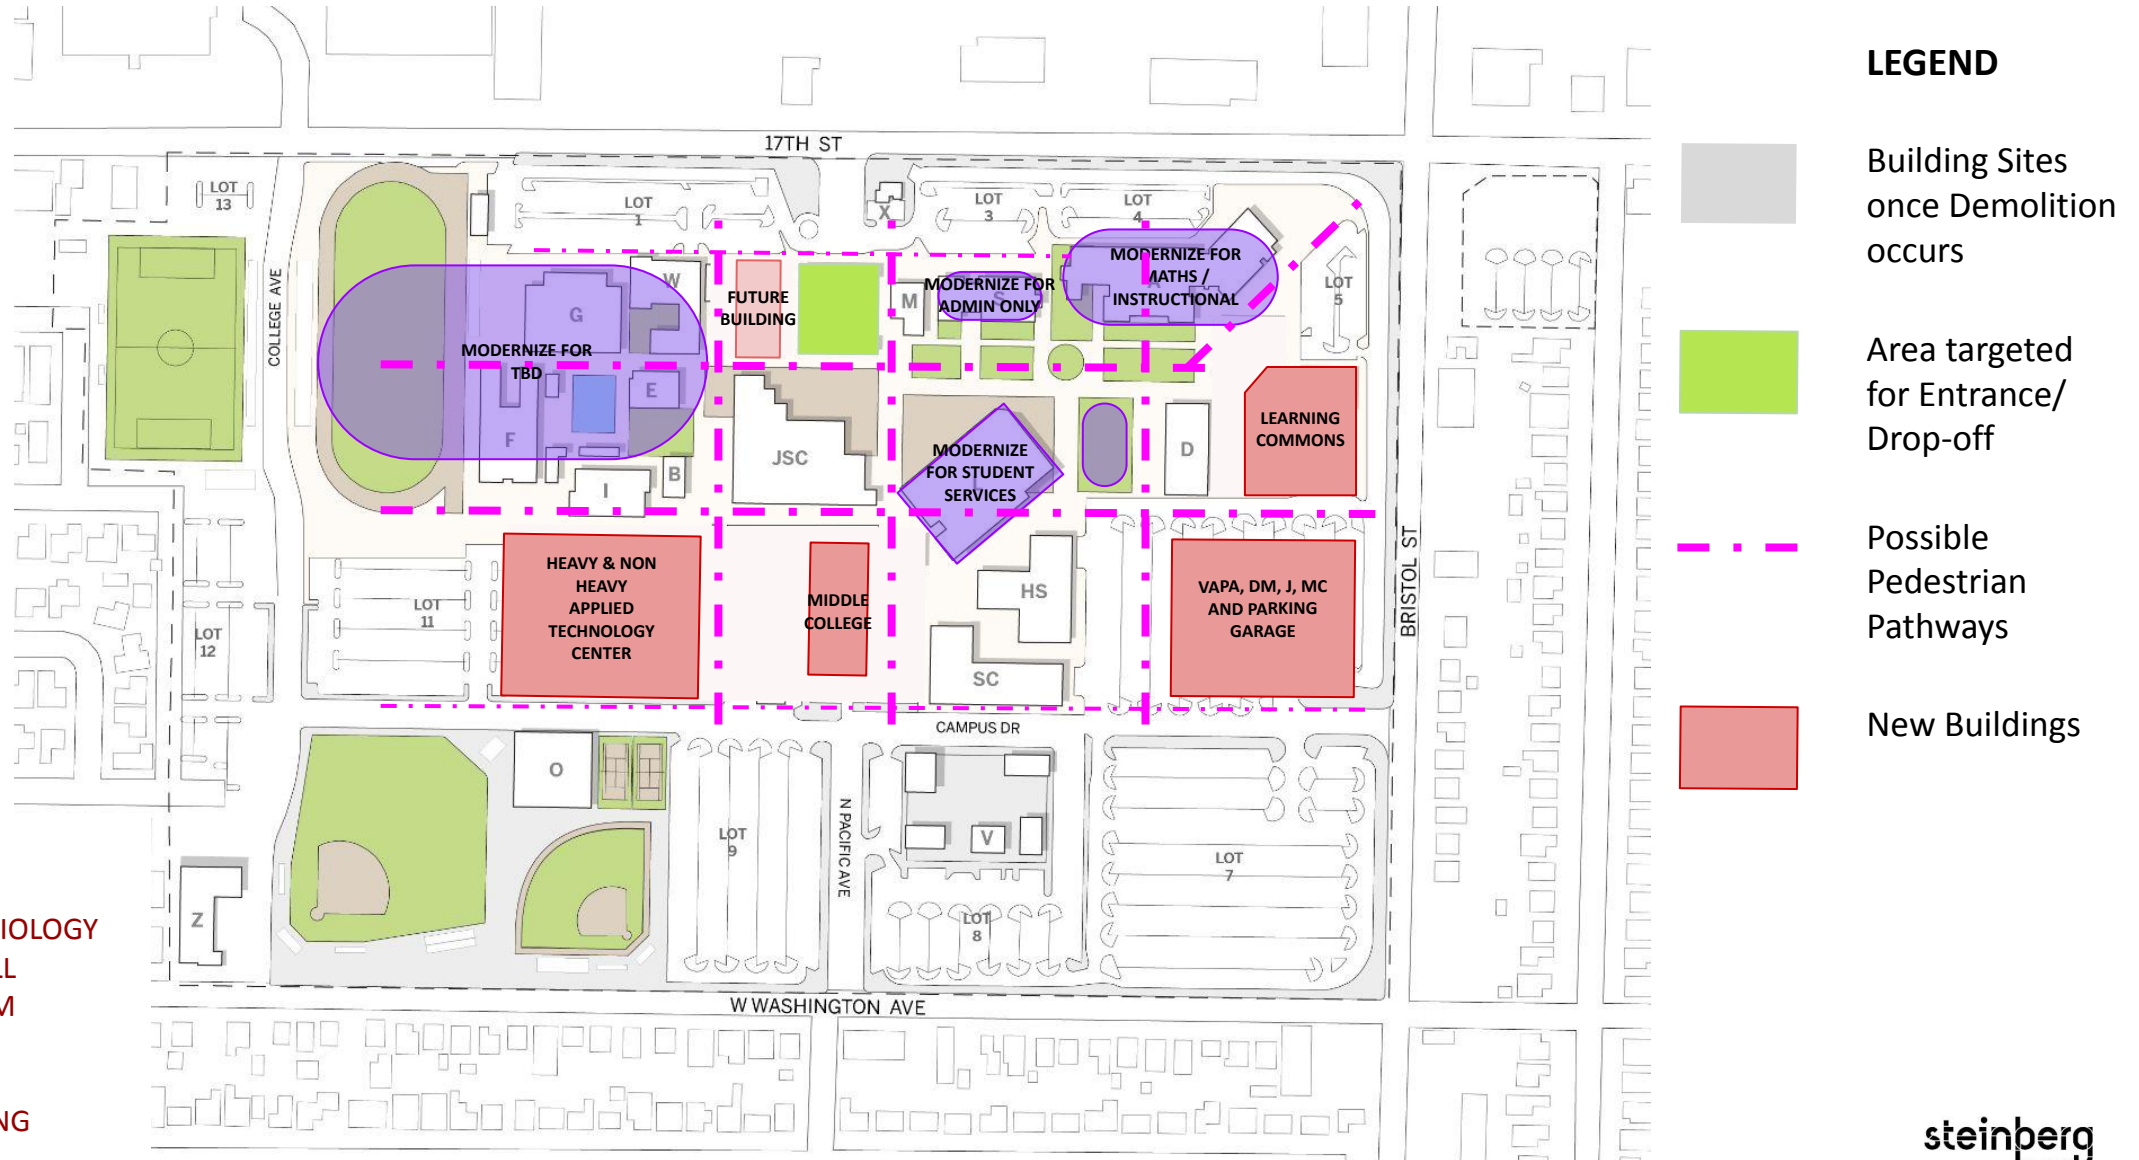 17TH ST
LOT
13
LOT
1
X
LOT
3
LOT
4
LOT
5
COLLEGE AVE
W
G
MODERNIZE FOR
TBD
E
F
I
B
FUTURE
BUILDING
M
S
MODERNIZE FOR
ADMIN ONLY
MODERNIZE FOR
MATHS /
INSTRUCTIONAL
A
JSC
MODERNIZE
FOR STUDENT
SERVICES
D
LEARNING
COMMONS
BRISTOL ST
LOT
12
LOT
11
HEAVY & NON
HEAVY
APPLIED
TECHNOLOGY
CENTER
MIDDLE
COLLEGE
HS
SC
VAPA, DM, J, MC
AND PARKING
GARAGE
CAMPUS DR
O
LOT
9
N PACIFIC AVE
V
LOT
8
LOT
7
Z
W WASHINGTON AVE
IOLOGY
LL
M
NG
LEGEND
Building Sites
once Demolition
occurs
Area targeted
for Entrance/
Drop-off
Possible
Pedestrian
Pathways
New Buildings
steinberg